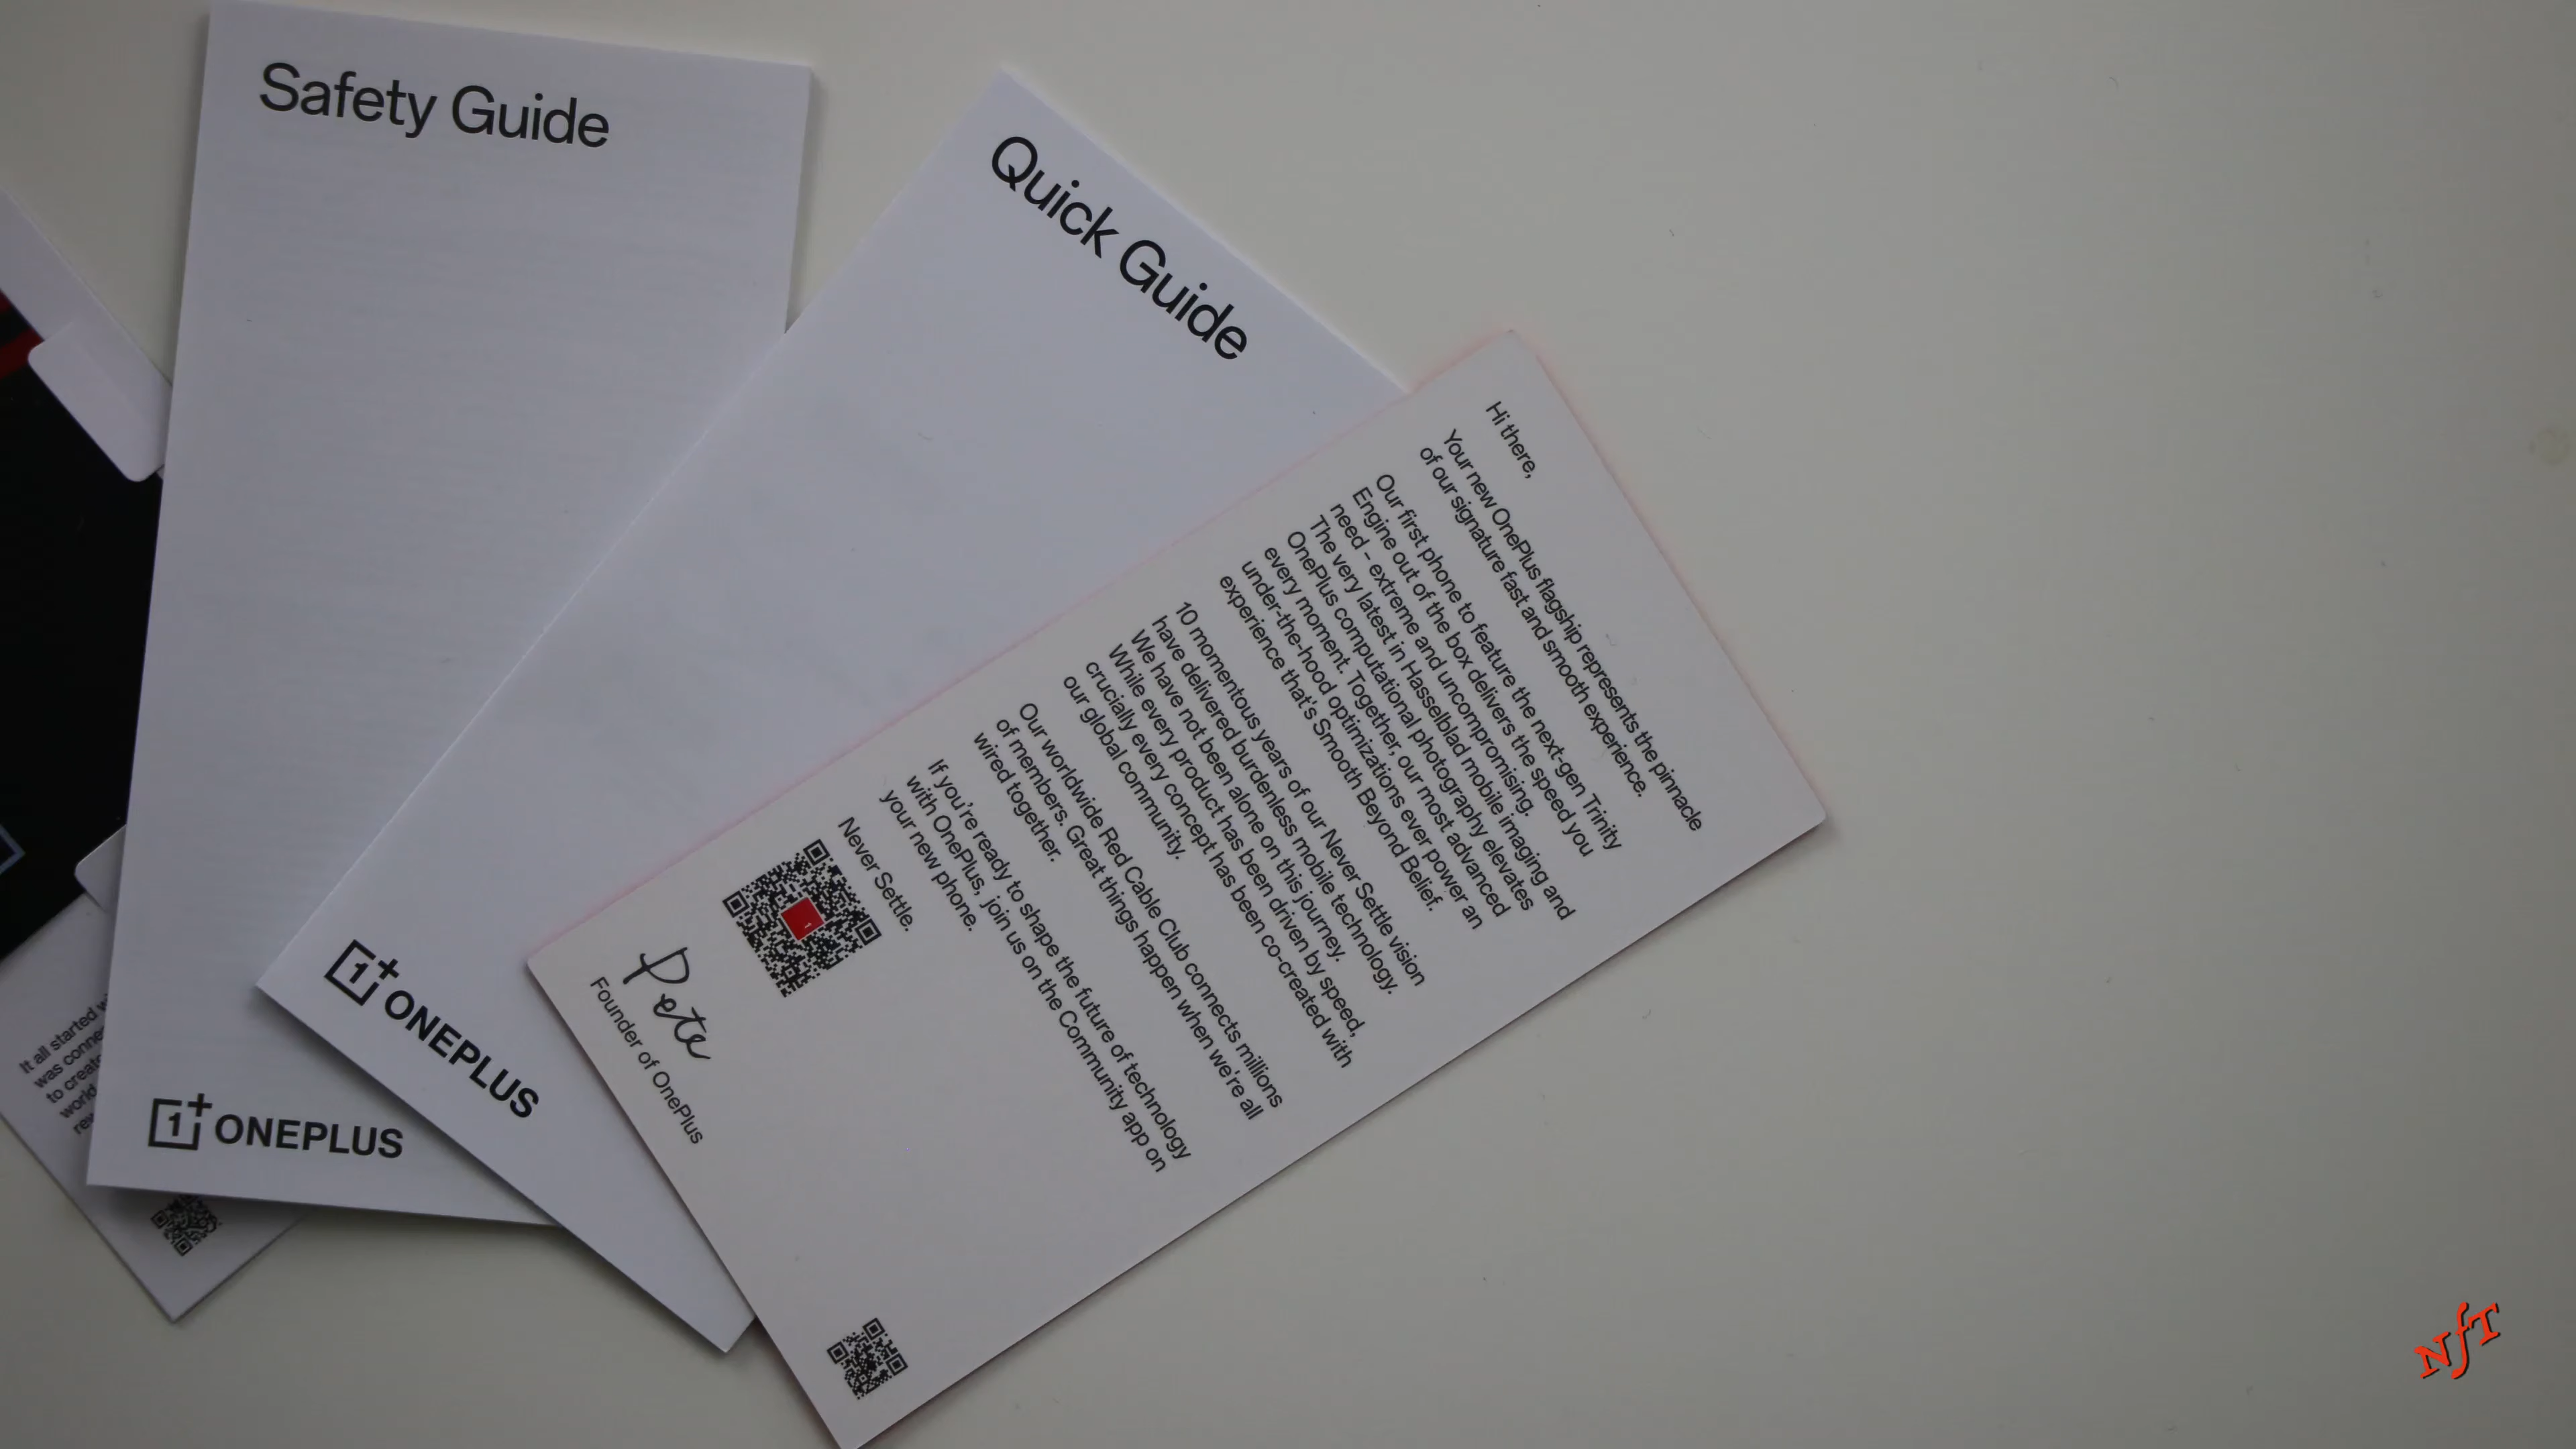 Safety Guide
1+ ONEPLUS
Quick Guide
1+ ONEPLUS
Hi there,
Your new OnePlus flagship represents the pinnacle
of our signature fast and smooth experience.
Our first phone to feature the next-gen Trinity
Engine out of the box delivers the speed you
need - extreme and uncompromising.
The very latest in Hasselblad mobile imaging and
OnePlus computational photography elevates
every moment. Together, our most advanced
under-the-hood optimizations ever power an
experience that's Smooth Beyond Belief.
10 momentous years of our Never Settle vision
have delivered burdenless mobile technology.
We have not been alone on this journey.
While every product has been driven by speed,
crucially every concept has been co-created with
our global community.
Our worldwide Red Cable Club connects millions
of members. Great things happen when we're all
wired together.
If you're ready to shape the future of technology
with OnePlus, join us on the Community app on
your new phone.
Never Settle.
Pete
Founder of OnePlus
It all started
was
to
world
NfT